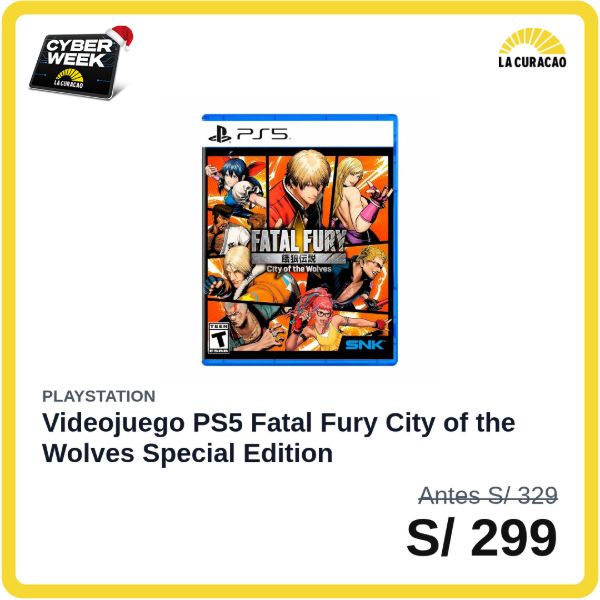 CYBER
WEEK
LA CURACAO
LA CURACAO
PS5
FATAL FURY
餓狼伝説
City of the Wolves
TEEN
T
ESRB
SNK
PLAYSTATION
Videojuego PS5 Fatal Fury City of the
Wolves Special Edition
Antes S/ 329
S/ 299